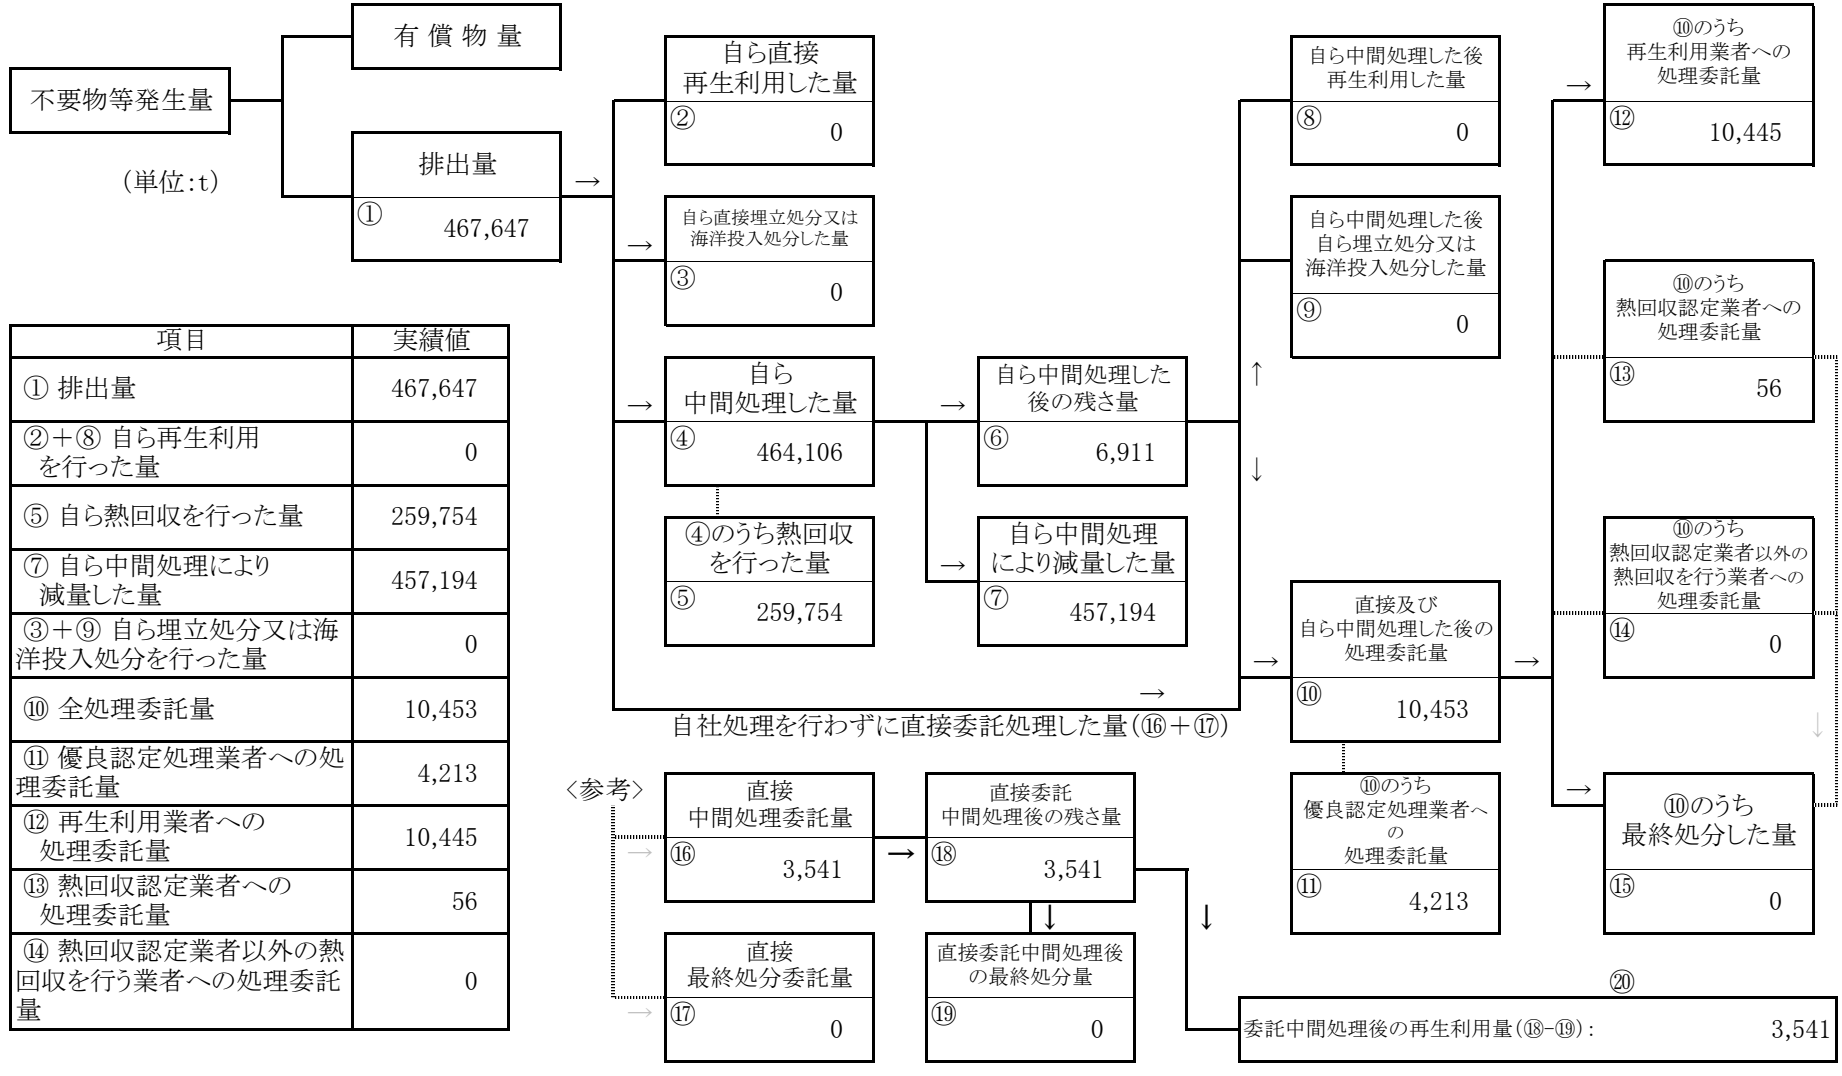 不要物等発生量
(単位:t)
有 償 物 量
排出量
①
467,647
→
自ら直接
再生利用した量
②
0
→
自ら直接埋立処分又は
海洋投入処分した量
③
0
→
自ら
中間処理した量
④
464,106
④のうち熱回収
を行った量
⑤
259,754
→
自ら中間処理した
後の残さ量
⑥
6,911
→
自ら中間処理
により減量した量
⑦
457,194
↑
↓
自ら中間処理した後
再生利用した量
⑧
0
自ら中間処理した後
自ら埋立処分又は
海洋投入処分した量
⑨
0
→
直接及び
自ら中間処理した後の
処理委託量
⑩
10,453
⑩のうち
優良認定処理業者へ
の
処理委託量
⑪
4,213
→
→
⑩のうち
再生利用業者への
処理委託量
⑫
10,445
⑩のうち
熱回収認定業者への
処理委託量
⑬
56
⑩のうち
熱回収認定業者以外の
熱回収を行う業者への
処理委託量
⑭
0
↓
→
⑩のうち
最終処分した量
⑮
0
→
自社処理を行わずに直接委託処理した量(⑯+⑰)
<参考>
→
直接
中間処理委託量
⑯
3,541
→
直接委託
中間処理後の残さ量
⑱
3,541
→
直接
最終処分委託量
⑰
0
↓
直接委託中間処理後
の最終処分量
⑲
0
↓
⑳
委託中間処理後の再生利用量(⑱-⑲): 3,541
項目 実績値
① 排出量 467,647
②+⑧ 自ら再生利用
を行った量 0
⑤ 自ら熱回収を行った量 259,754
⑦ 自ら中間処理により
減量した量 457,194
③+⑨ 自ら埋立処分又は海
洋投入処分を行った量 0
⑩ 全処理委託量 10,453
⑪ 優良認定処理業者への処
理委託量 4,213
⑫ 再生利用業者への
処理委託量 10,445
⑬ 熱回収認定業者への
処理委託量 56
⑭ 熱回収認定業者以外の熱
回収を行う業者への処理委託
量 0